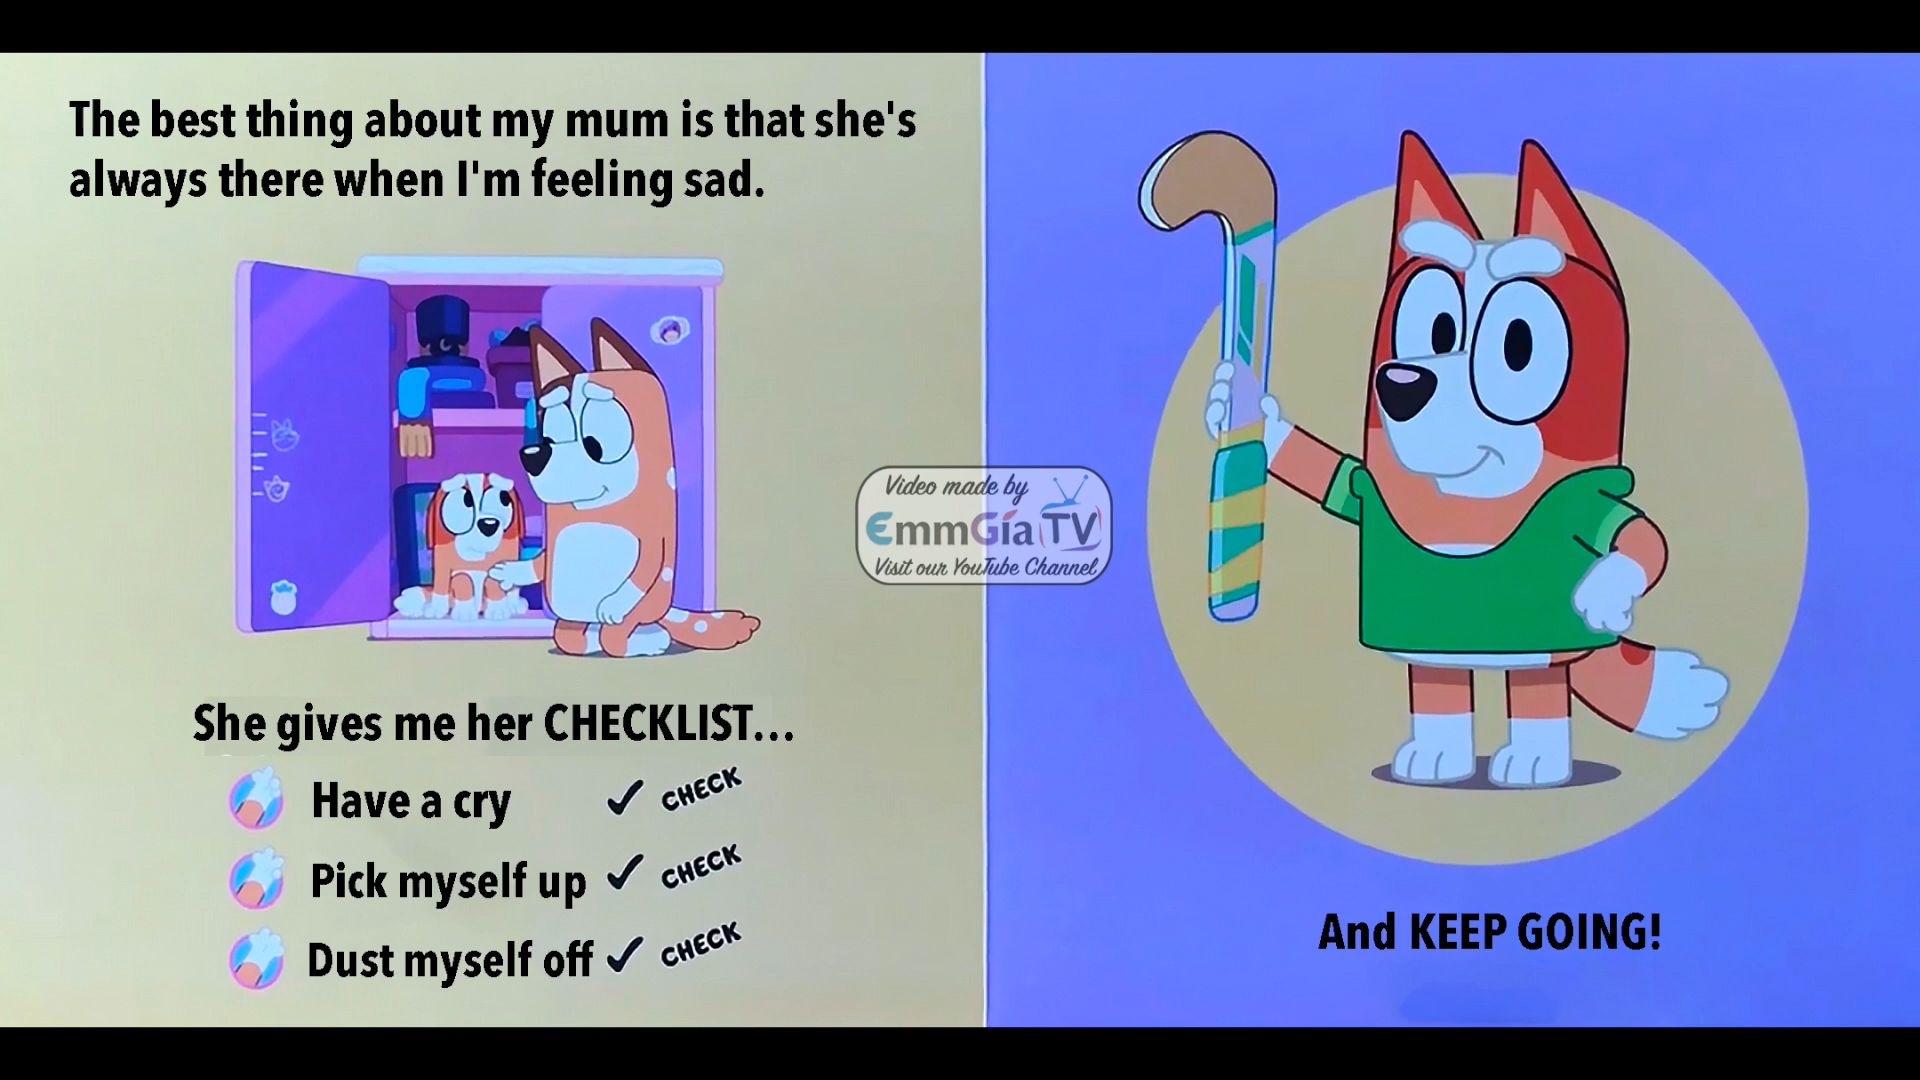 The best thing about my mum is that she's
always there when I'm feeling sad.
She gives me her CHECKLIST...
Have a cry ✓ CHECK
Pick myself up ✓ CHECK
Dust myself off ✓ CHECK
Video made by
EmmGia TV
Visit our YouTube Channel
And KEEP GOING!